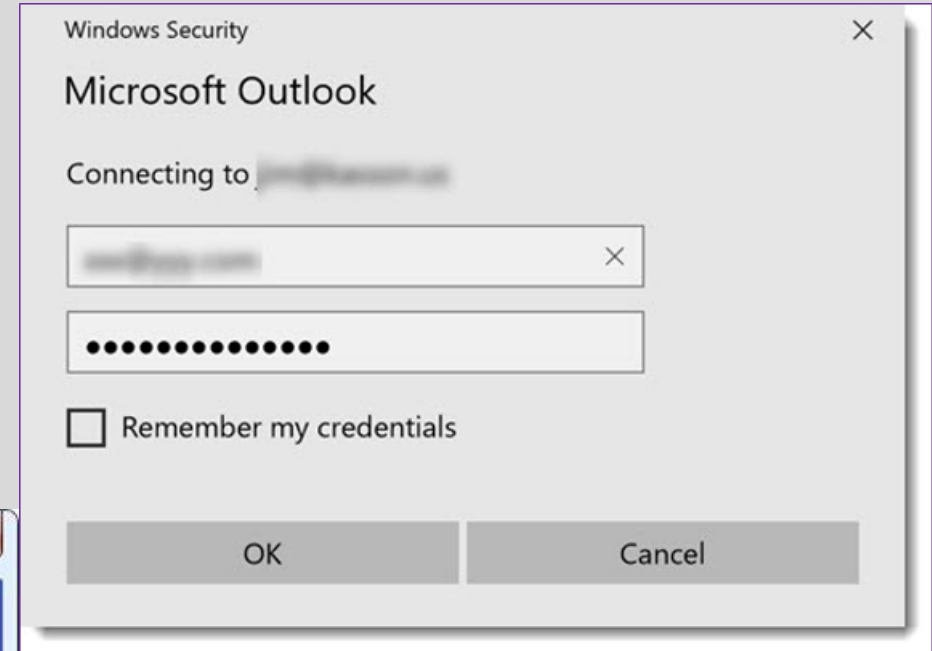 Windows Security
Microsoft Outlook
Connecting to
●●●●●●●●●●●●●●
Remember my credentials
OK
Cancel